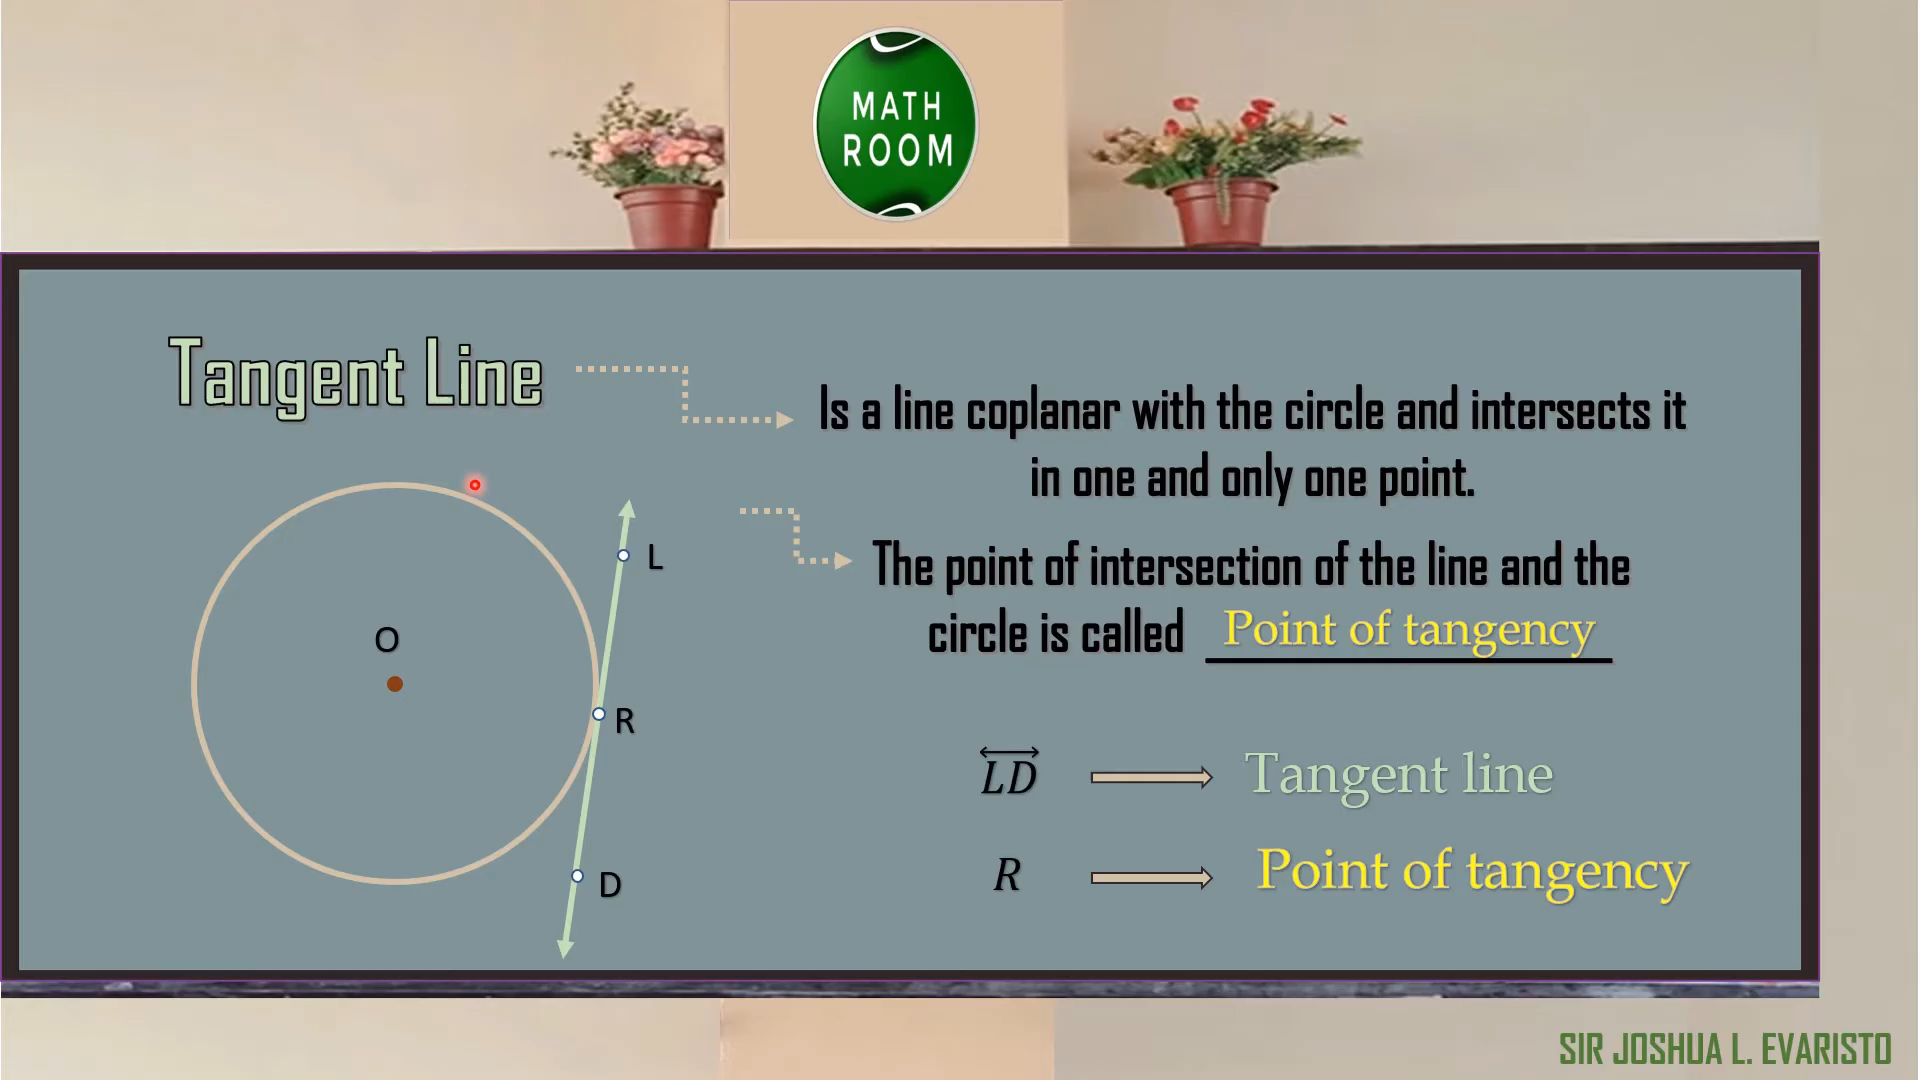 MATH
ROOM
Tangent Line
Is a line coplanar with the circle and intersects it
in one and only one point.
The point of intersection of the line and the
circle is called Point of tangency
L
O
R
D
LD Tangent line
R Point of tangency
SIR JOSHUA L. EVARISTO